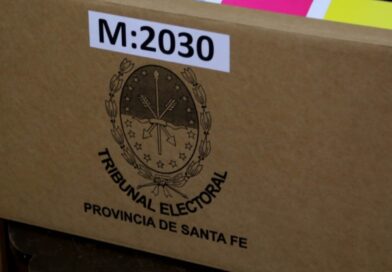 M:2030
TRIBUNAL ELECTORAL
PROVINCIA DE SANTA FE